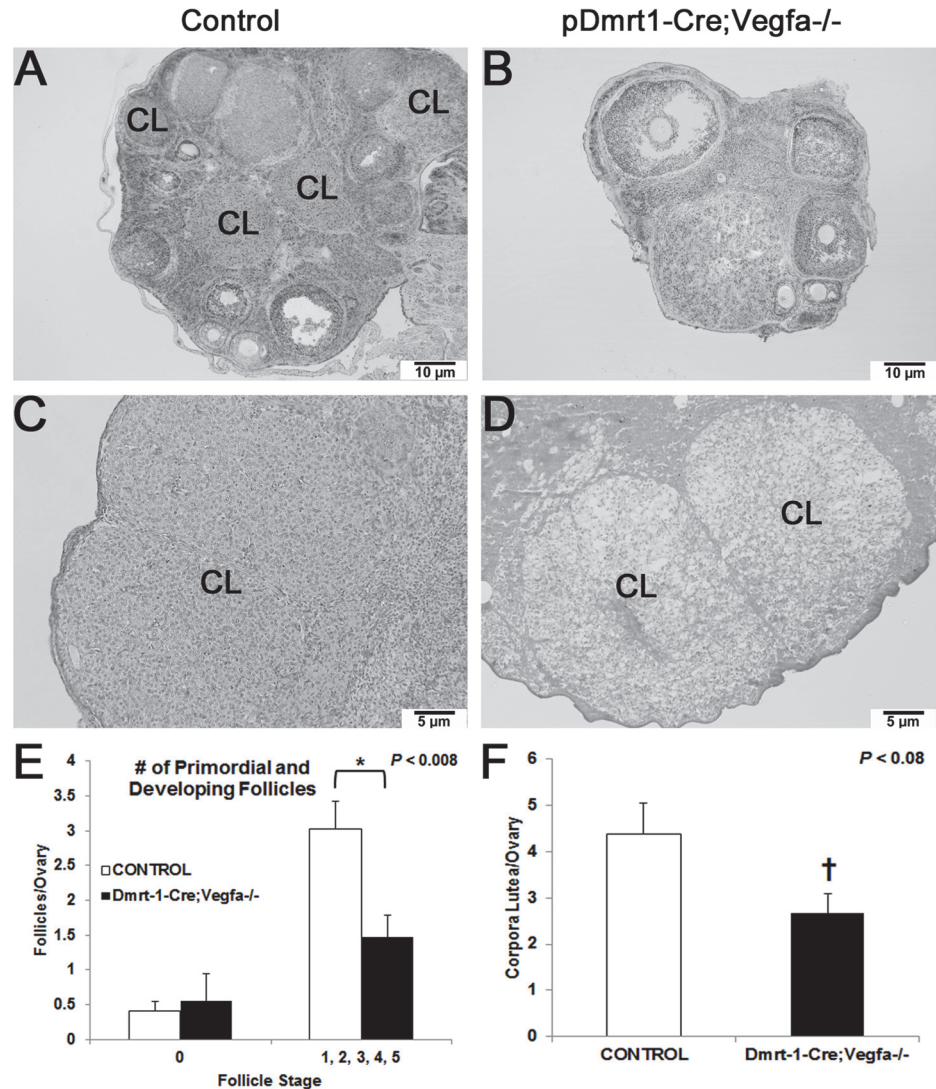 Control
pDmrt1-Cre;Vegfa-/-
A
CL
CL
CL
CL
10 µm
B
10 µm
C
CL
5 µm
D
CL
CL
5 µm
E
# of Primordial and
Developing Follicles
*
P < 0.008
CONTROL
Dmrt-1-Cre;Vegfa-/-
Follicles/Ovary
4
3.5
3
2.5
2
1.5
1
0.5
0
0
1, 2, 3, 4, 5
Follicle Stage
F
P < 0.08
†
Corpora Lutea/Ovary
6
5
4
3
2
1
0
CONTROL
Dmrt-1-Cre;Vegfa-/-